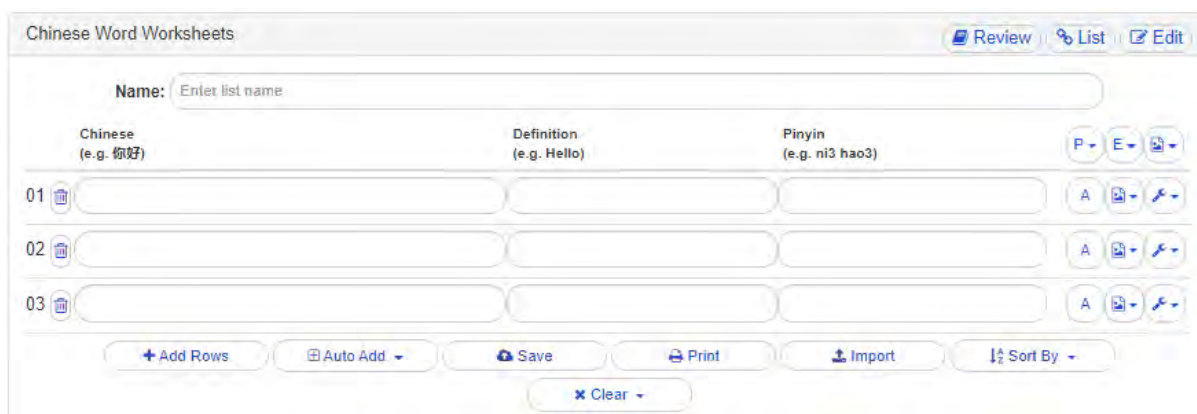 Chinese Word Worksheets Review List Edit
Name: Enter list name
Chinese Definition Pinyin
(e.g. 你好) (e.g. Hello) (e.g. ni3 hao3) P E
01 A
02 A
03 A
Add Rows Auto Add Save Print Import Sort By
Clear